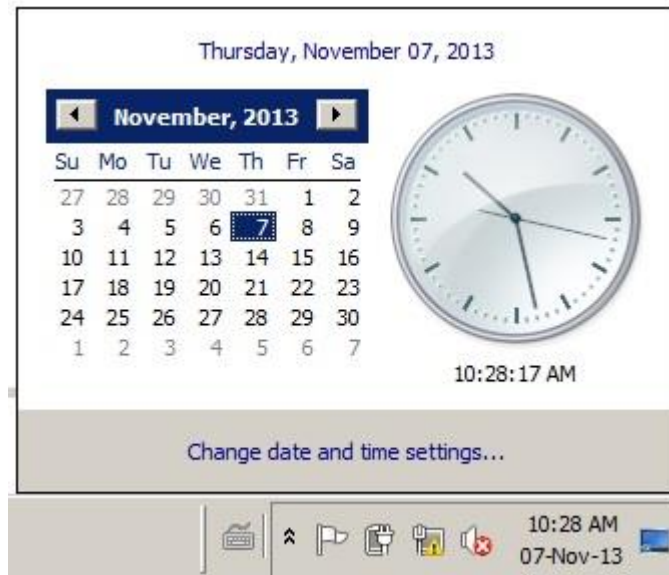 Thursday, November 07, 2013
November, 2013
Su Mo Tu We Th Fr Sa
27 28 29 30 31 1 2
3 4 5 6 7 8 9
10 11 12 13 14 15 16
17 18 19 20 21 22 23
24 25 26 27 28 29 30
1 2 3 4 5 6 7
10:28:17 AM
Change date and time settings...
10:28 AM
07-Nov-13